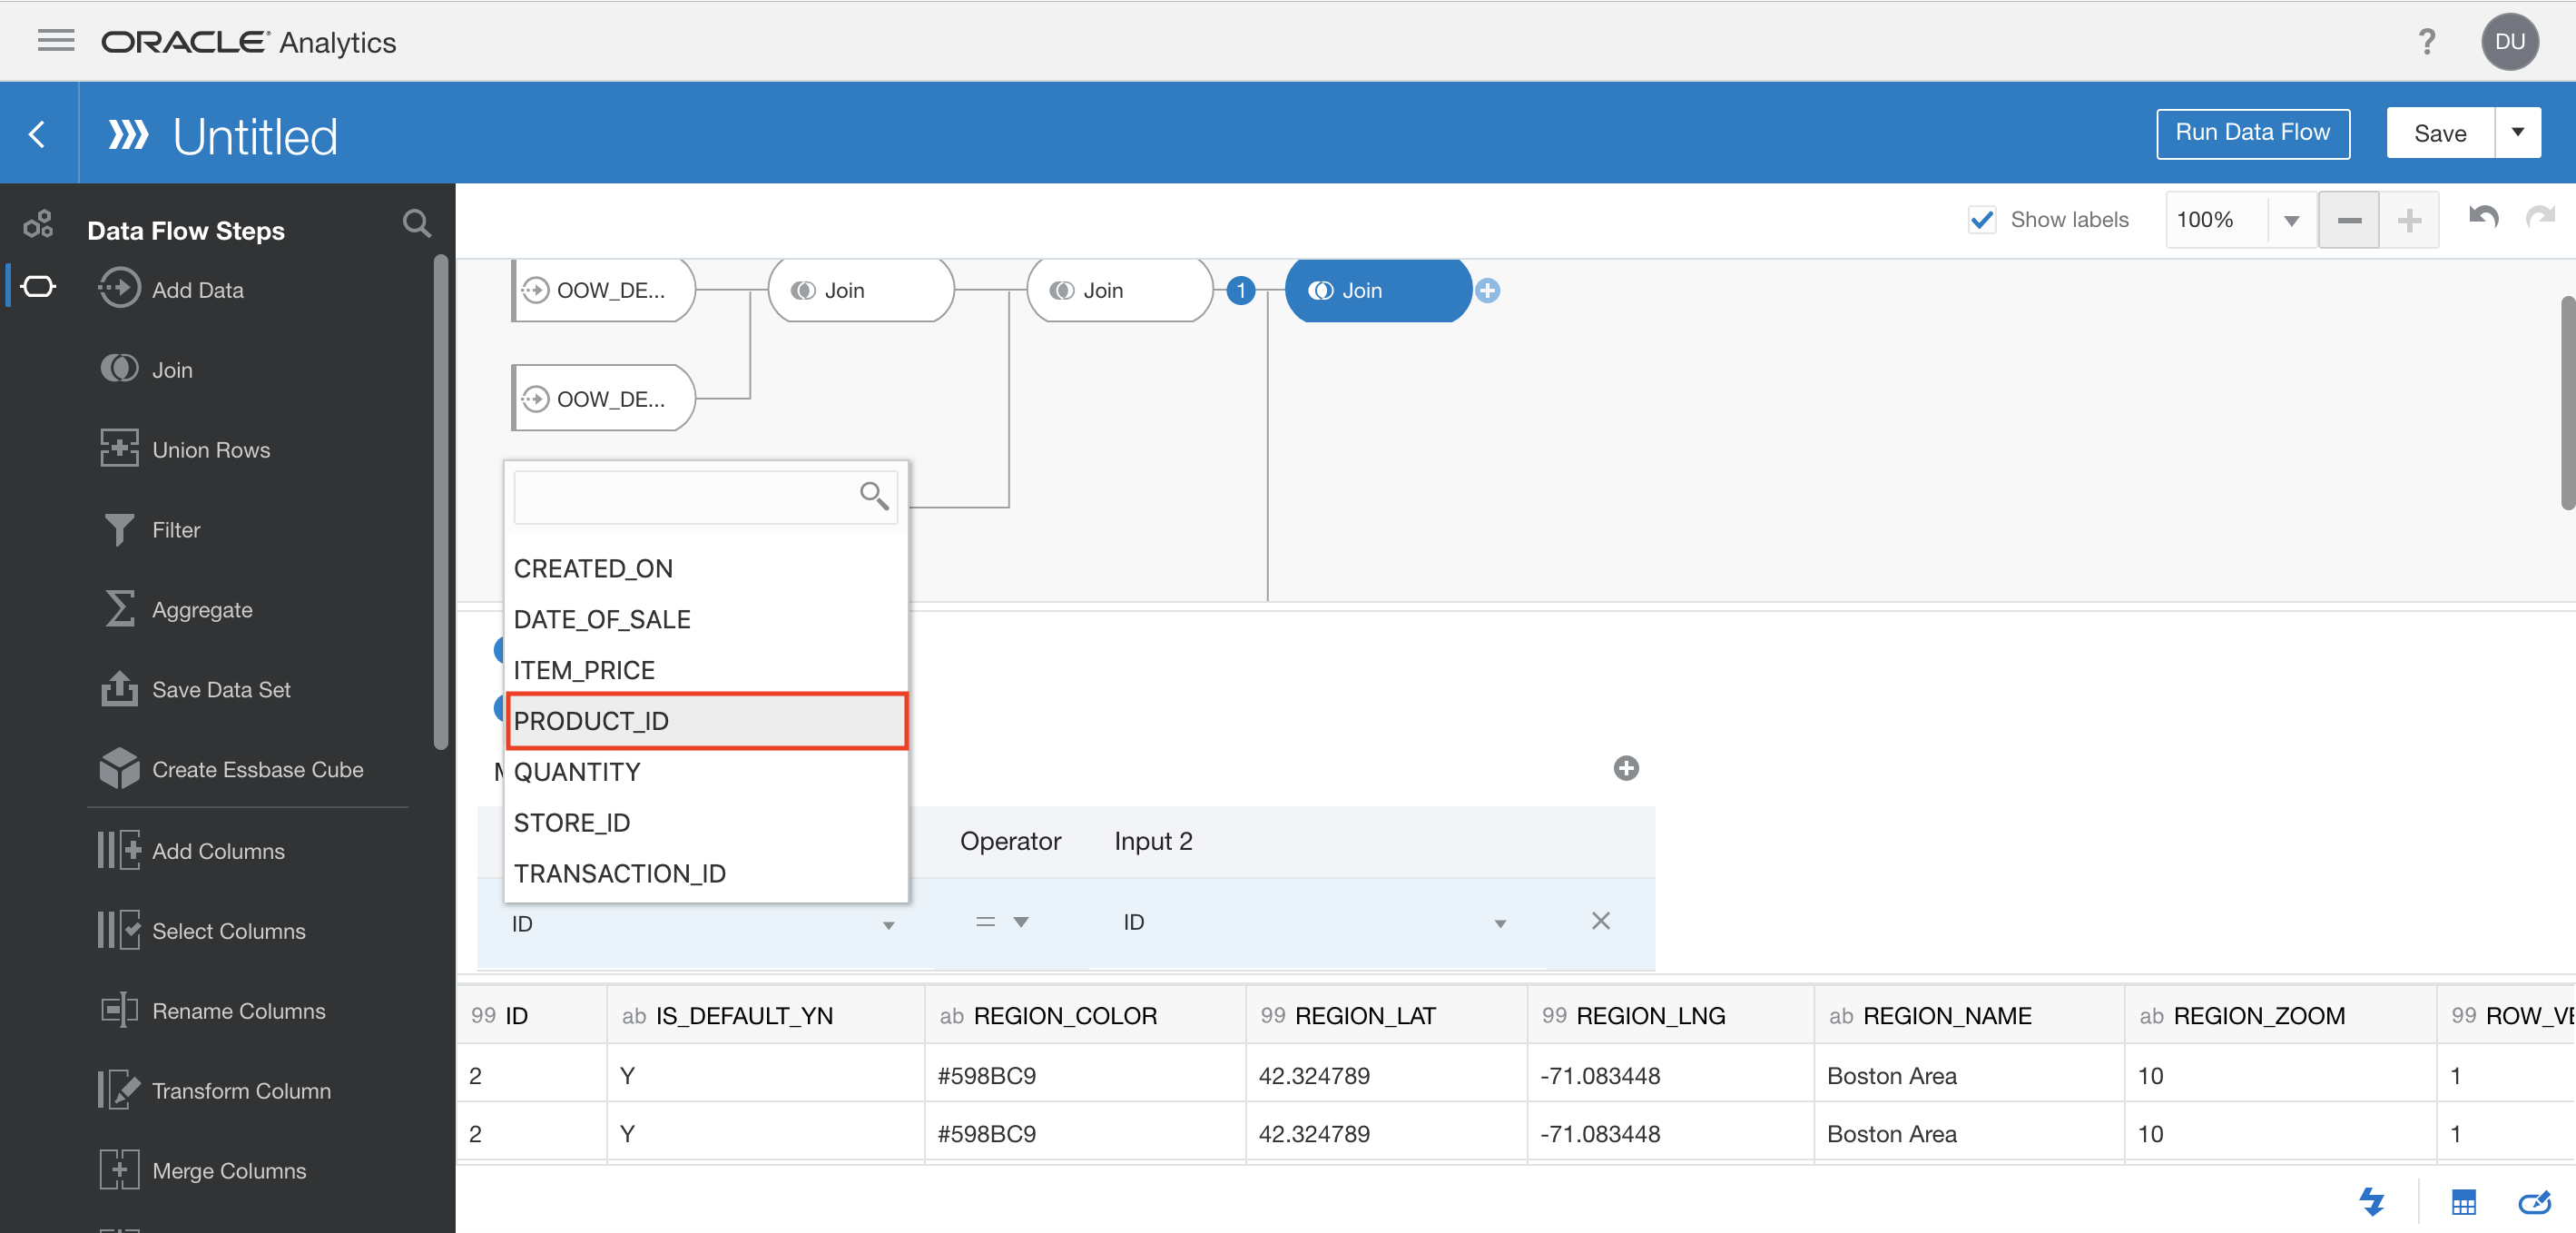 ORACLE® Analytics
?
DU
Untitled
Run Data Flow
Save
Data Flow Steps
Show labels
100%
Add Data
Join
Union Rows
Filter
Aggregate
Save Data Set
Create Essbase Cube
Add Columns
Select Columns
Rename Columns
Transform Column
Merge Columns
OOW_DE...
Join
Join
1
Join
OOW_DE...
CREATED_ON
DATE_OF_SALE
ITEM_PRICE
PRODUCT_ID
QUANTITY
STORE_ID
TRANSACTION_ID
Operator
Input 2
ID
=
ID
99 ID
ab IS_DEFAULT_YN
ab REGION_COLOR
99 REGION_LAT
99 REGION_LNG
ab REGION_NAME
ab REGION_ZOOM
99 ROW_VE
2
Y
#598BC9
42.324789
-71.083448
Boston Area
10
1
2
Y
#598BC9
42.324789
-71.083448
Boston Area
10
1